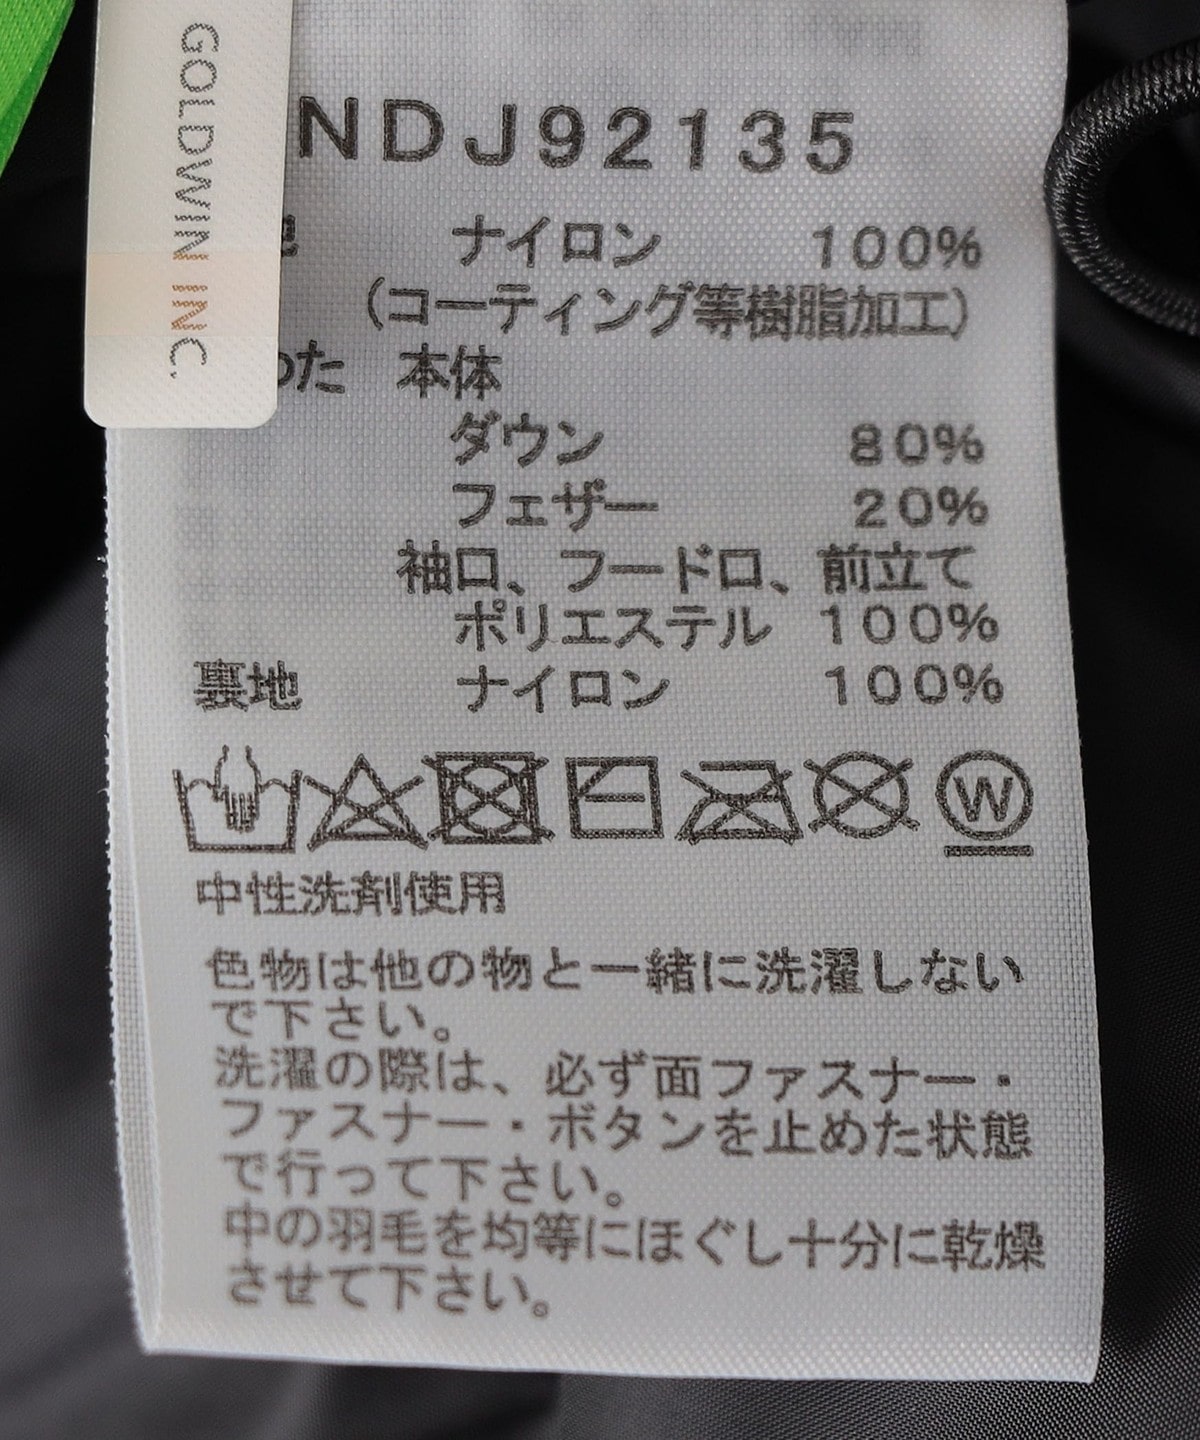 GOLDWIN INC.
NDJ92135
ナイロン 100%
(コーティング等樹脂加工)
わた 本体
ダウン 80%
フェザー 20%
袖口、フード口、前立て
ポリエステル 100%
裏地 ナイロン 100%
W
中性洗剤使用
色物は他の物と一緒に洗濯しない
で下さい。
洗濯の際は、必ず面ファスナー・
ファスナー・ボタンを止めた状態
で行って下さい。
中の羽毛を均等にほぐし十分に乾燥
させて下さい。